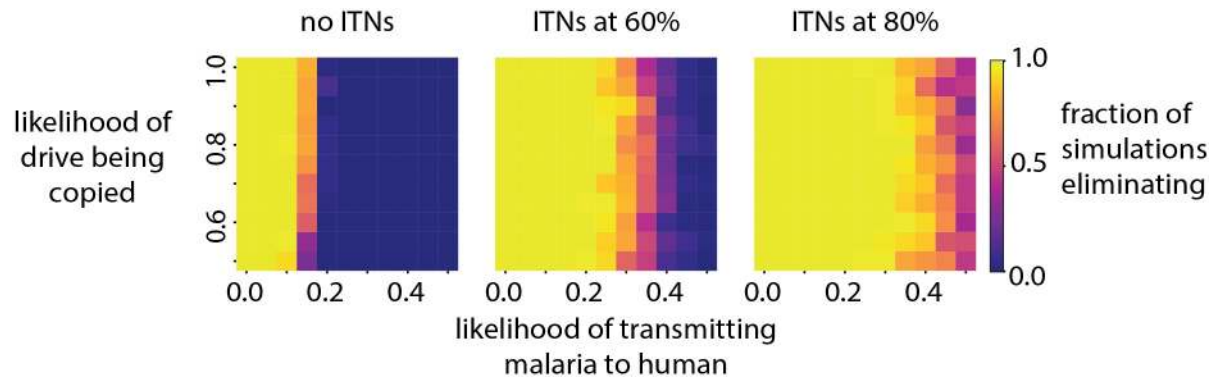 no ITNs
ITNs at 60%
ITNs at 80%
likelihood of
drive being
copied
1.0
0.8
0.6
0.0
0.2
0.4
0.0
0.2
0.4
0.0
0.2
0.4
likelihood of transmitting
malaria to human
1.0
0.5
0.0
fraction of
simulations
eliminating